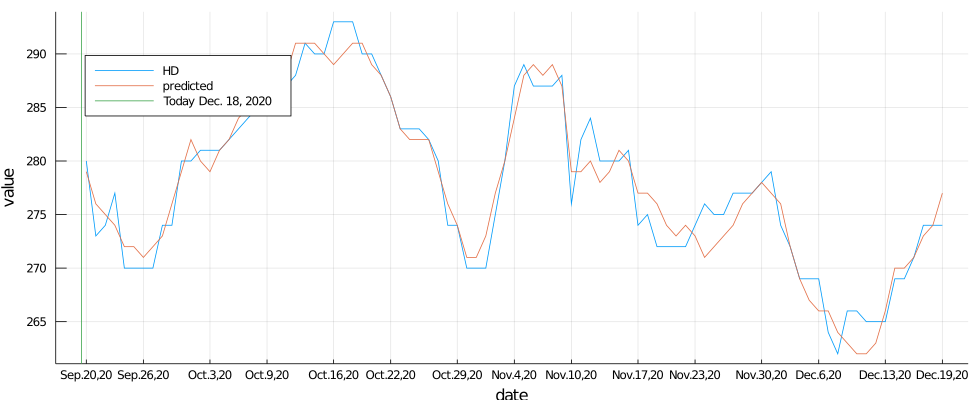 290
285
280
275
270
265
value
HD
predicted
Today Dec. 18, 2020
Sep.20,20 Sep.26,20 Oct.3,20 Oct.9,20 Oct.16,20 Oct.22,20 Oct.29,20 Nov.4,20 Nov.10,20 Nov.17,20 Nov.23,20 Nov.30,20 Dec.6,20 Dec.13,20 Dec.19,20
date